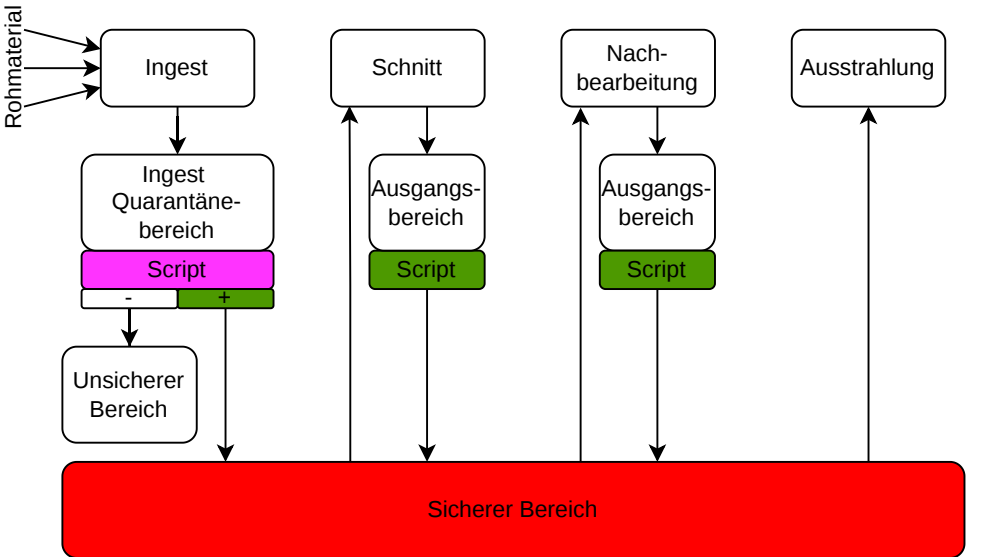 Rohmaterial
Ingest
Schnitt
Nach-
bearbeitung
Ausstrahlung
Ingest
Quarantäne-
bereich
Ausgangs-
bereich
Ausgangs-
bereich
Script
Script
Script
-
+
Unsicherer
Bereich
Sicherer Bereich